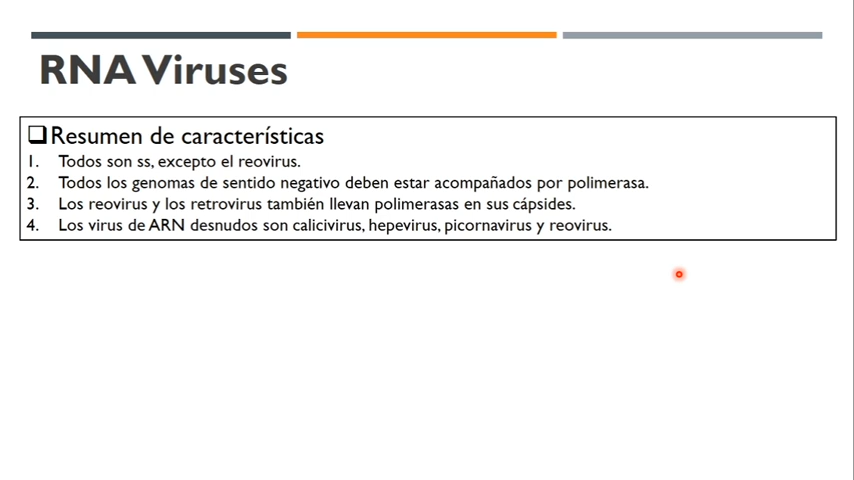 RNA Viruses
❑Resumen de características
1. Todos son ss, excepto el reovirus.
2. Todos los genomas de sentido negativo deben estar acompañados por polimerasa.
3. Los reovirus y los retrovirus también llevan polimerasas en sus cápsides.
4. Los virus de ARN desnudos son calicivirus, hepevirus, picornavirus y reovirus.